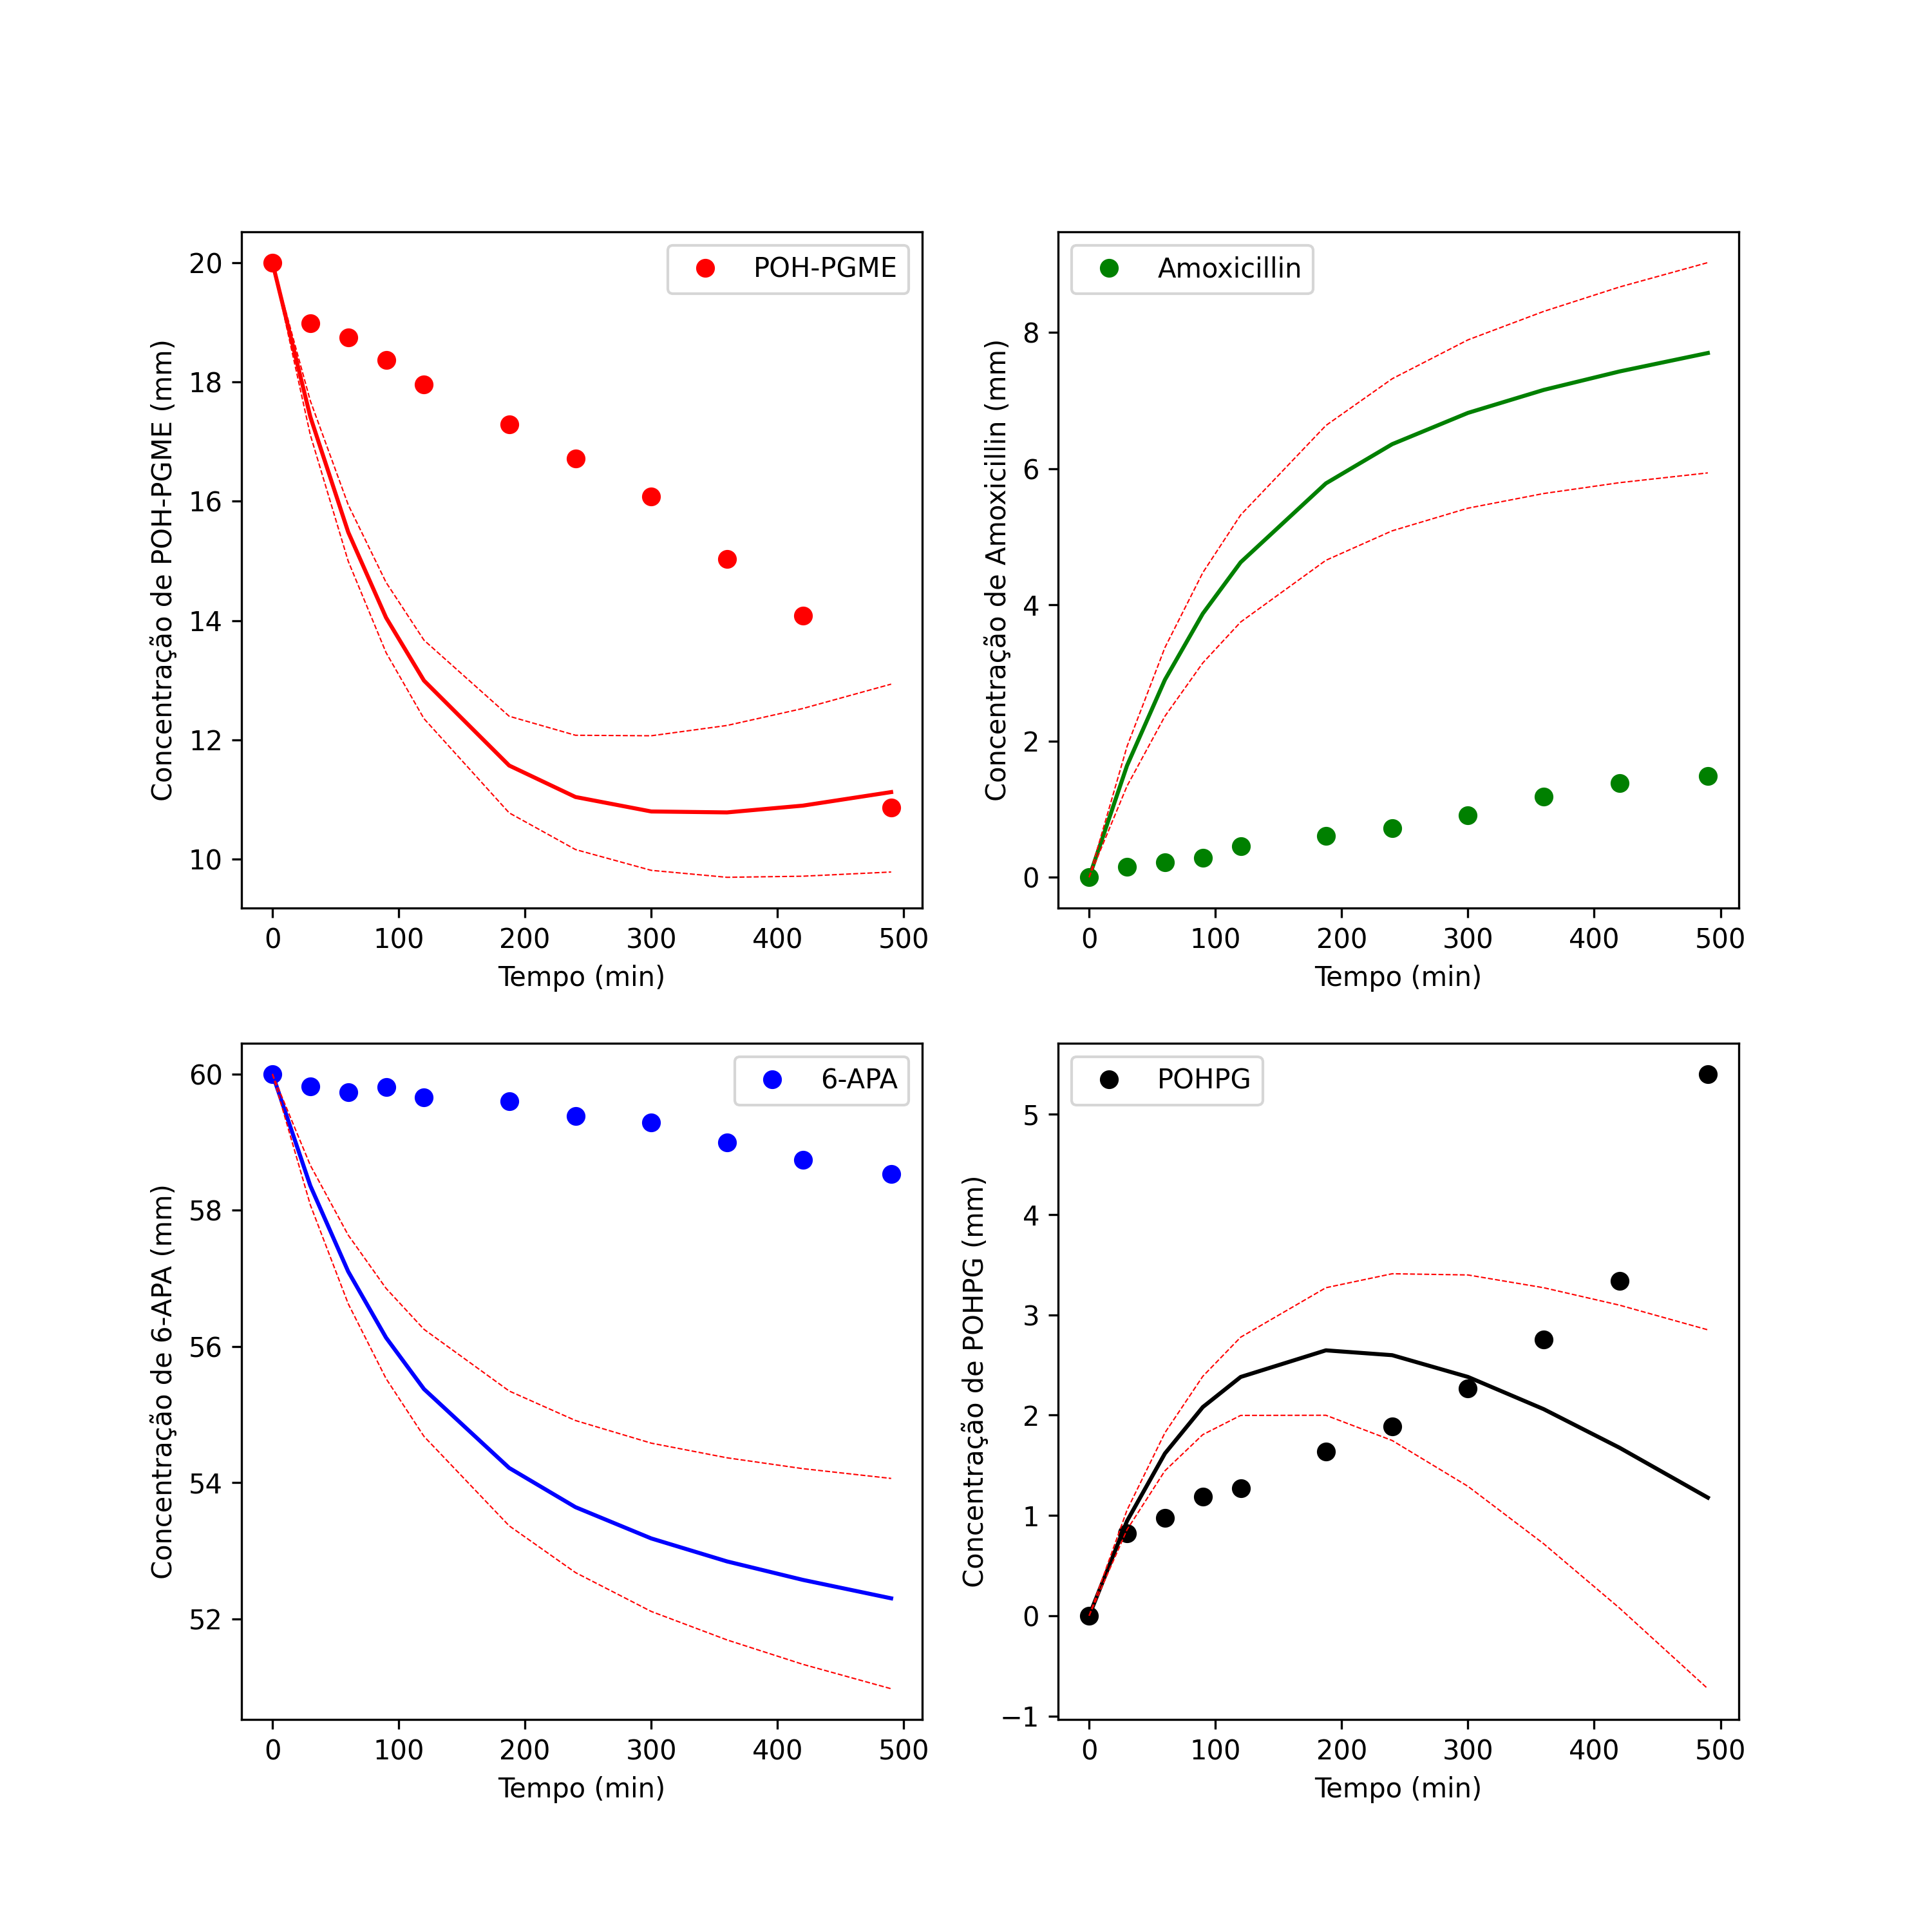 POH-PGME
Concentração de POH-PGME (mm)
20
18
16
14
12
10
0 100 200 300 400 500
Tempo (min)
Amoxicillin
Concentração de Amoxicillin (mm)
8
6
4
2
0
0 100 200 300 400 500
Tempo (min)
6-APA
Concentração de 6-APA (mm)
60
58
56
54
52
0 100 200 300 400 500
Tempo (min)
POHPG
Concentração de POHPG (mm)
5
4
3
2
1
0
−1
0 100 200 300 400 500
Tempo (min)